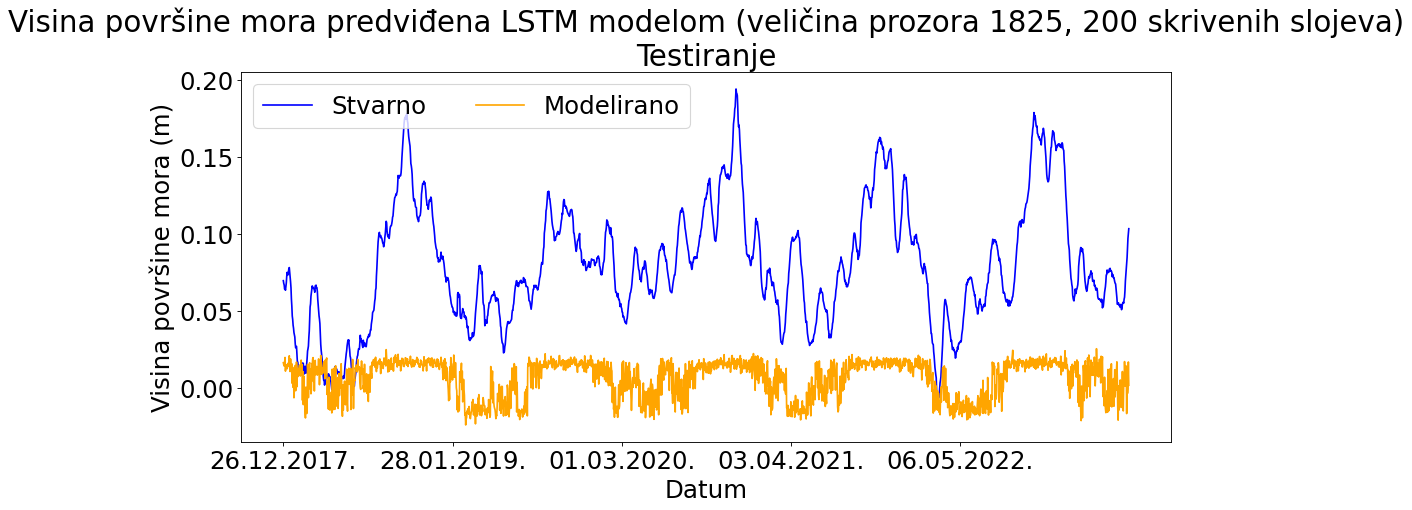 Visina površine mora predviđena LSTM modelom (veličina prozora 1825, 200 skrivenih slojeva)
Testiranje
Stvarno Modelirano
Visina površine mora (m)
0.20
0.15
0.10
0.05
0.00
26.12.2017. 28.01.2019. 01.03.2020. 03.04.2021. 06.05.2022.
Datum